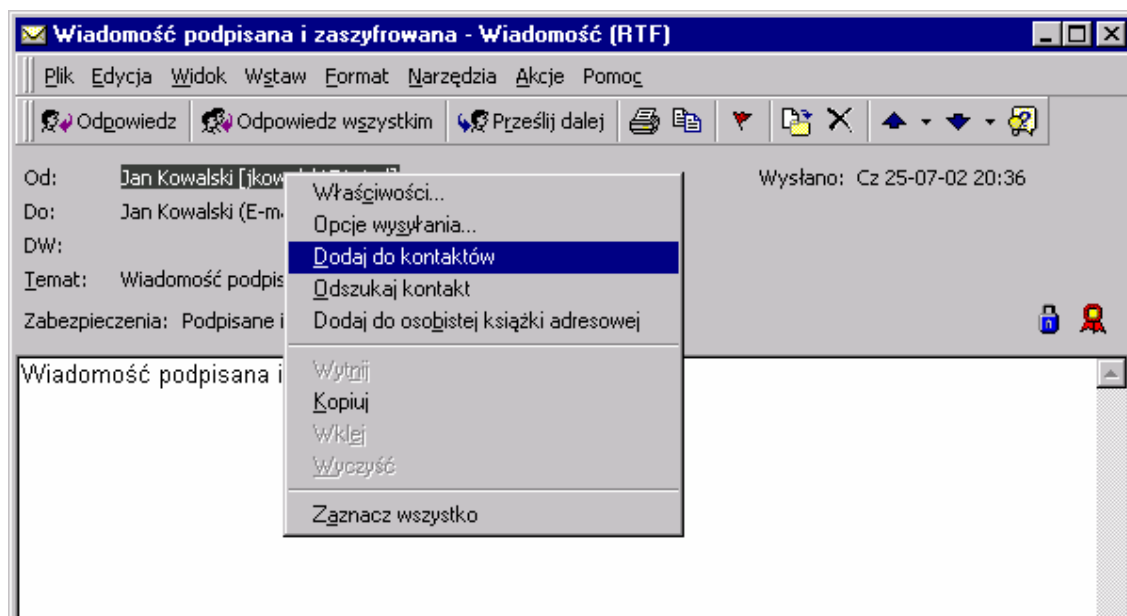 Wiadomość podpisana i zaszyfrowana - Wiadomość (RTF)
Plik Edycja Widok Wstaw Format Narzędzia Akcje Pomoc
Odpowiedz Odpowiedz wszystkim Prześlij dalej
Od: Jan Kowalski Wysłano: Cz 25-07-02 20:36
Do: Jan Kowalski
DW:
Temat: Wiadomość
Zabezpieczenia: Podpisane i
Wiadomość podpisana i
Właściwości...
Opcje wysyłania...
Dodaj do kontaktów
Odszukaj kontakt
Dodaj do osobistej książki adresowej
Wytnij
Kopiuj
Wklej
Wyczyść
Zaznacz wszystko